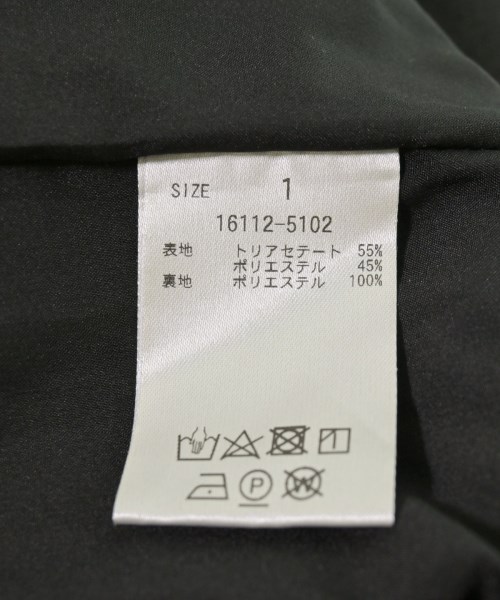 SIZE 1
16112-5102
表地 トリアセテート 55%
ポリエステル 45%
裏地 ポリエステル 100%
P W